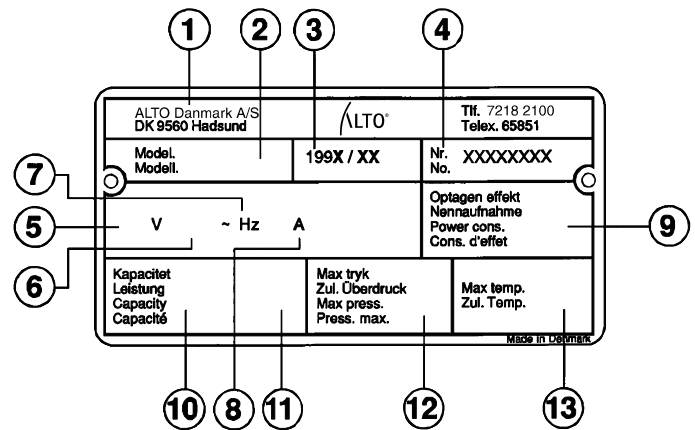 1
2
3
4
ALTO Danmark A/S
DK 9560 Hadsund
ALTO®
Tlf. 7218 2100
Telex. 65851
Model.
Modell.
199X / XX
Nr.
No.
XXXXXXXX
7
5
6
V
~ Hz
A
Optagen effekt
Nennaufnahme
Power cons.
Cons. d'effet
9
Kapacitet
Leistung
Capacity
Capacité
Max tryk
Zul. Überdruck
Max press.
Press. max.
Max temp.
Zul. Temp.
Made in Denmark
10
8
11
12
13